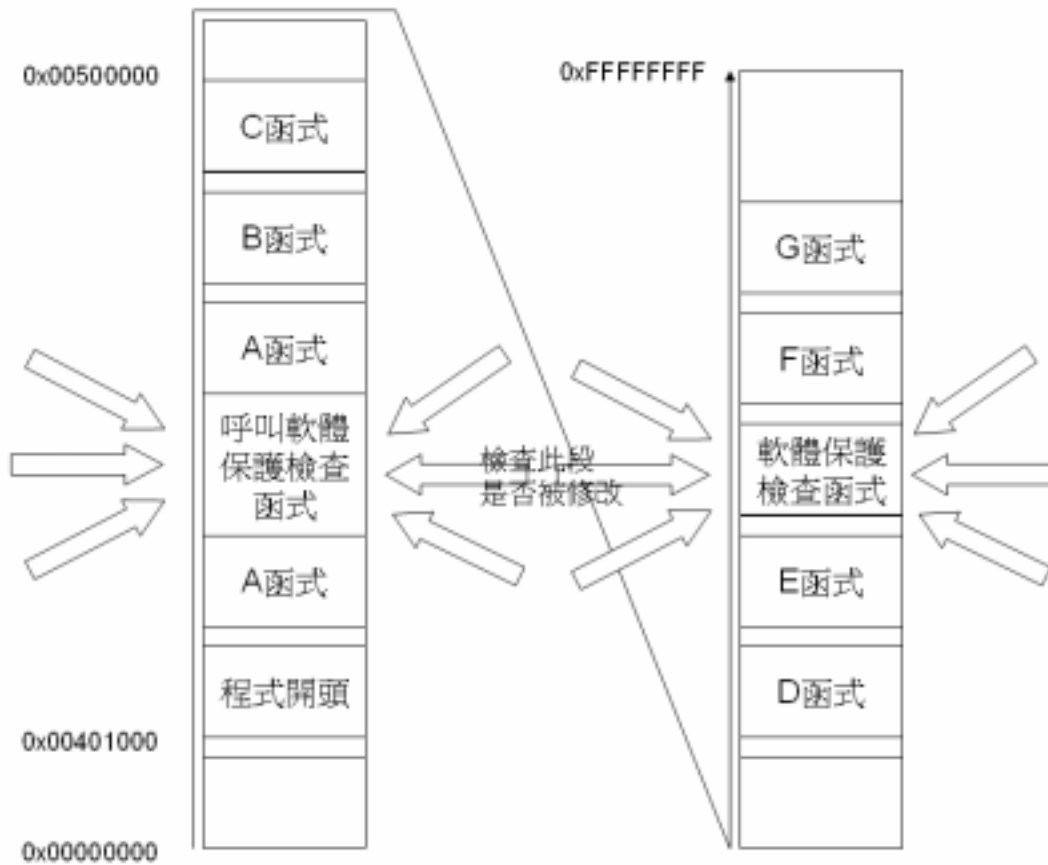 0x00500000
C函式
B函式
A函式
呼叫軟體
保護檢查
函式
A函式
程式開頭
0x00401000
0x00000000
檢查此段
是否被修改
0xFFFFFFFF
G函式
F函式
軟體保護
檢查函式
E函式
D函式